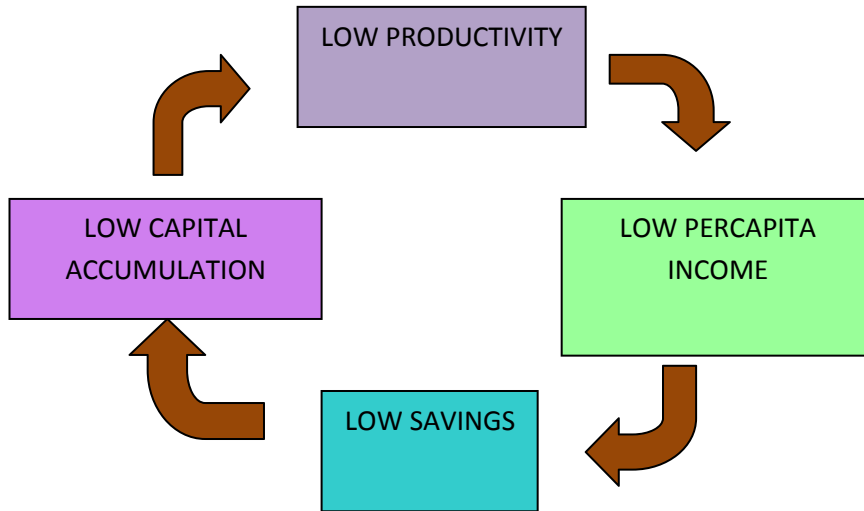 LOW PRODUCTIVITY
LOW CAPITAL
ACCUMULATION
LOW PERCAPITA
INCOME
LOW SAVINGS